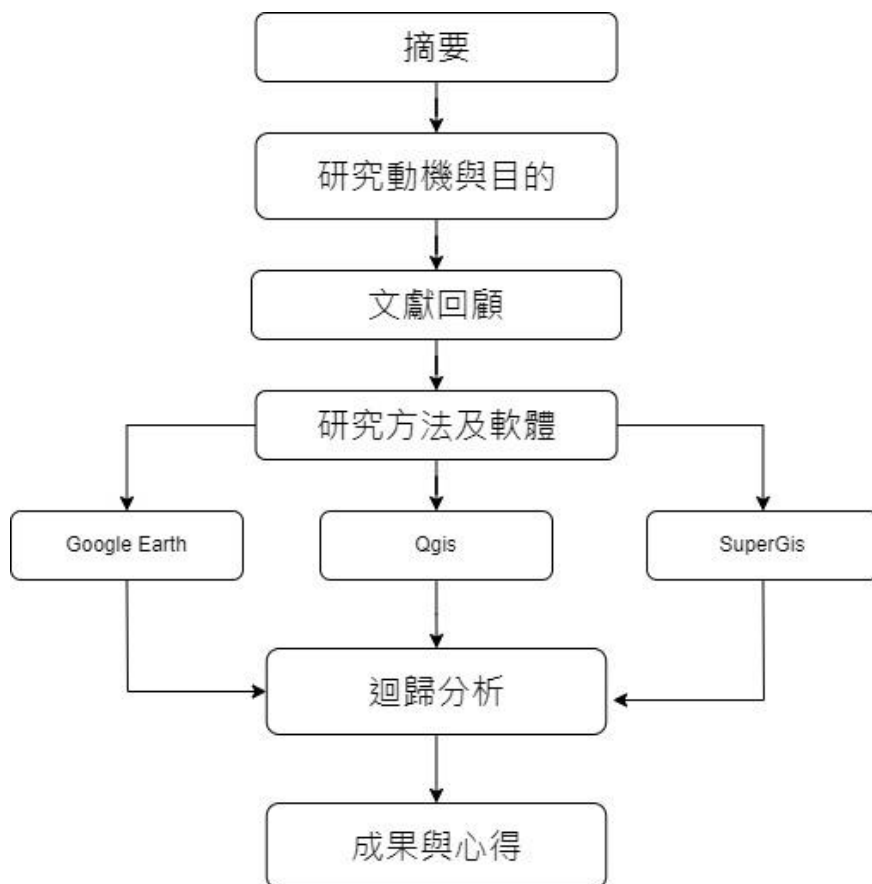 摘要
研究動機與目的
文獻回顧
研究方法及軟體
Google Earth
Qgis
SuperGis
迴歸分析
成果與心得